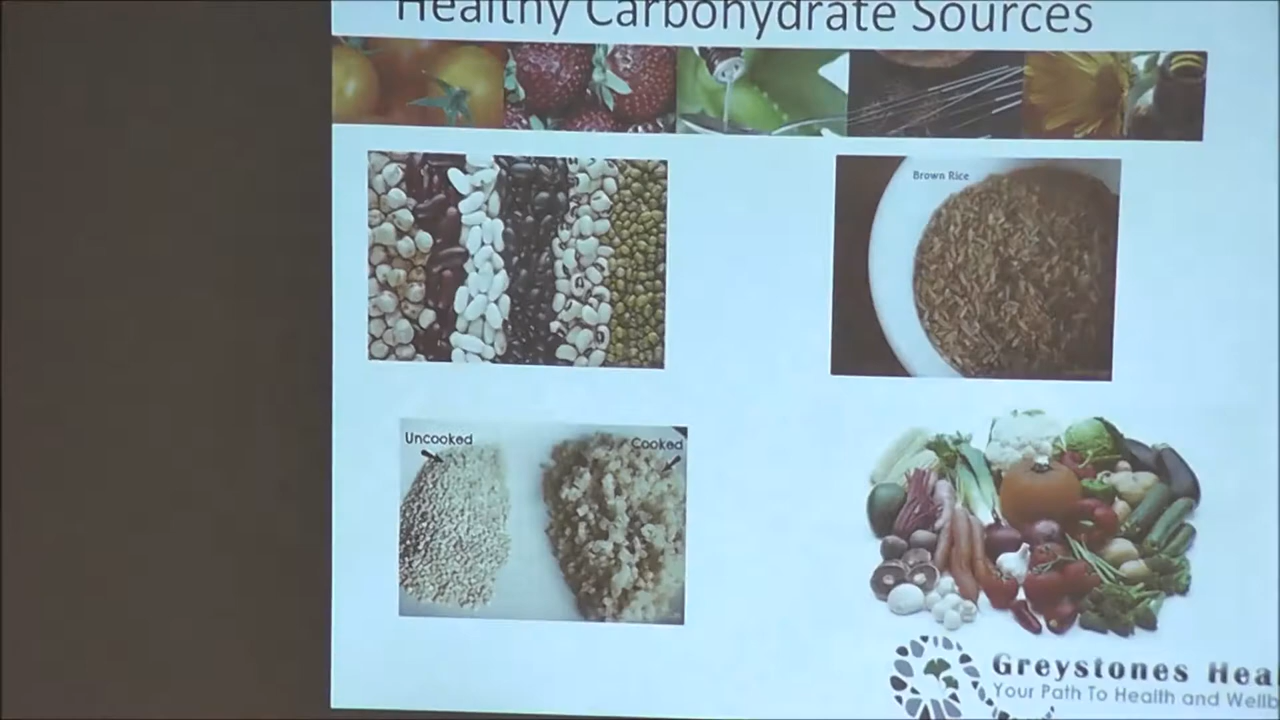 Healthy Carbohydrate Sources
Brown Rice
Uncooked
Cooked
Greystones Hea
Your Path To Health and Wellb